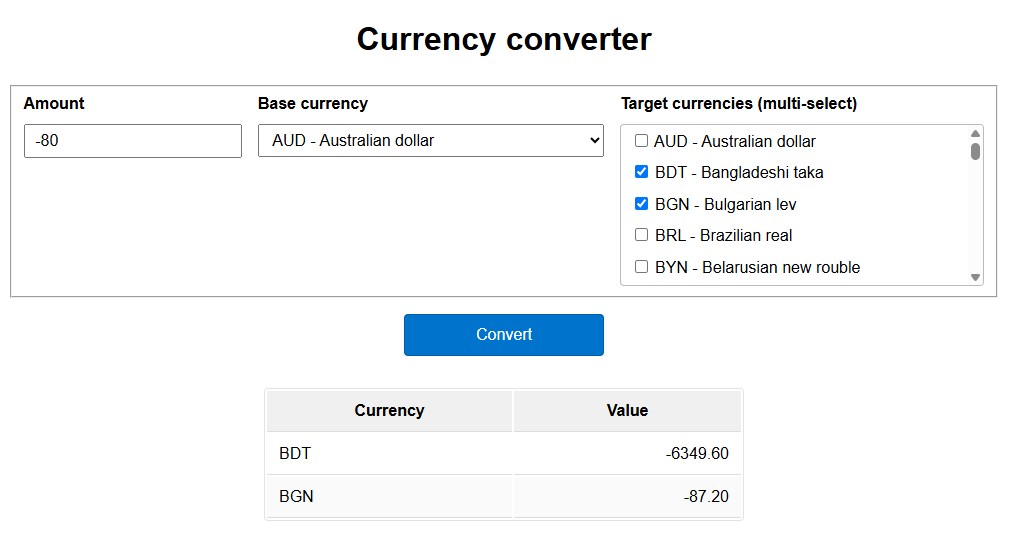 Currency converter
Amount
Base currency
Target currencies (multi-select)
-80
AUD - Australian dollar
AUD - Australian dollar
BDT - Bangladeshi taka
BGN - Bulgarian lev
BRL - Brazilian real
BYN - Belarusian new rouble
Convert
Currency Value
BDT -6349.60
BGN -87.20